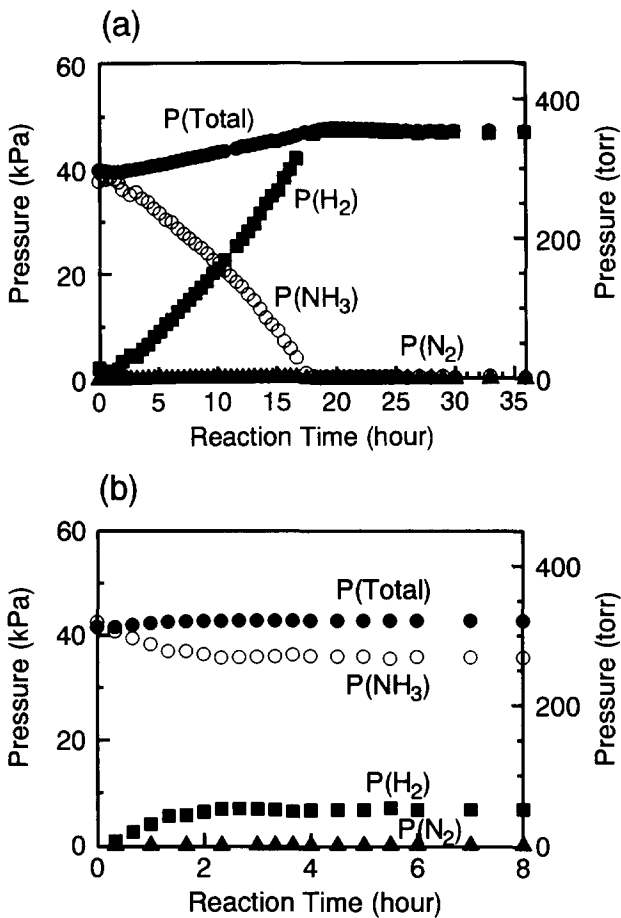 (a)
60
40
20
0
Pressure (kPa)
400
200
0
Pressure (torr)
P(Total)
P(H2)
P(NH3)
P(N2)
0 5 10 15 20 25 30 35
Reaction Time (hour)
(b)
60
40
20
0
Pressure (kPa)
400
200
0
Pressure (torr)
P(Total)
P(NH3)
P(H2)
P(N2)
0 2 4 6 8
Reaction Time (hour)